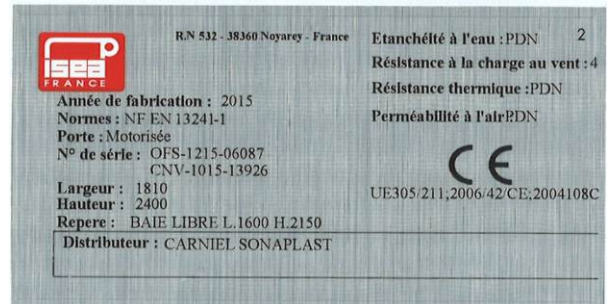 isea
FRANCE
R.N 532 - 38360 Noyarey - France
Année de fabrication : 2015
Normes : NF EN 13241-1
Porte : Motorisée
N° de série : OFS-1215-06087
CNV-1015-13926
Largeur : 1810
Hauteur : 2400
Repere : BAIE LIBRE L.1600 H.2150
Distributeur : CARNIEL SONAPLAST
Etanchéité à l'eau :PDN 2
Résistance à la charge au vent :4
Résistance thermique :PDN
Perméabilité à l'airPDN
CE
UE305/211;2006/42/CE;2004108C